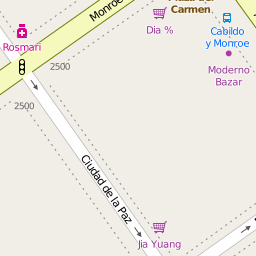 Carmen
Monroe
Rosmari
Dia %
Cabildo
y Monroe
Moderno
Bazar
2500
2500
Ciudad de la Paz
Jia Yuang